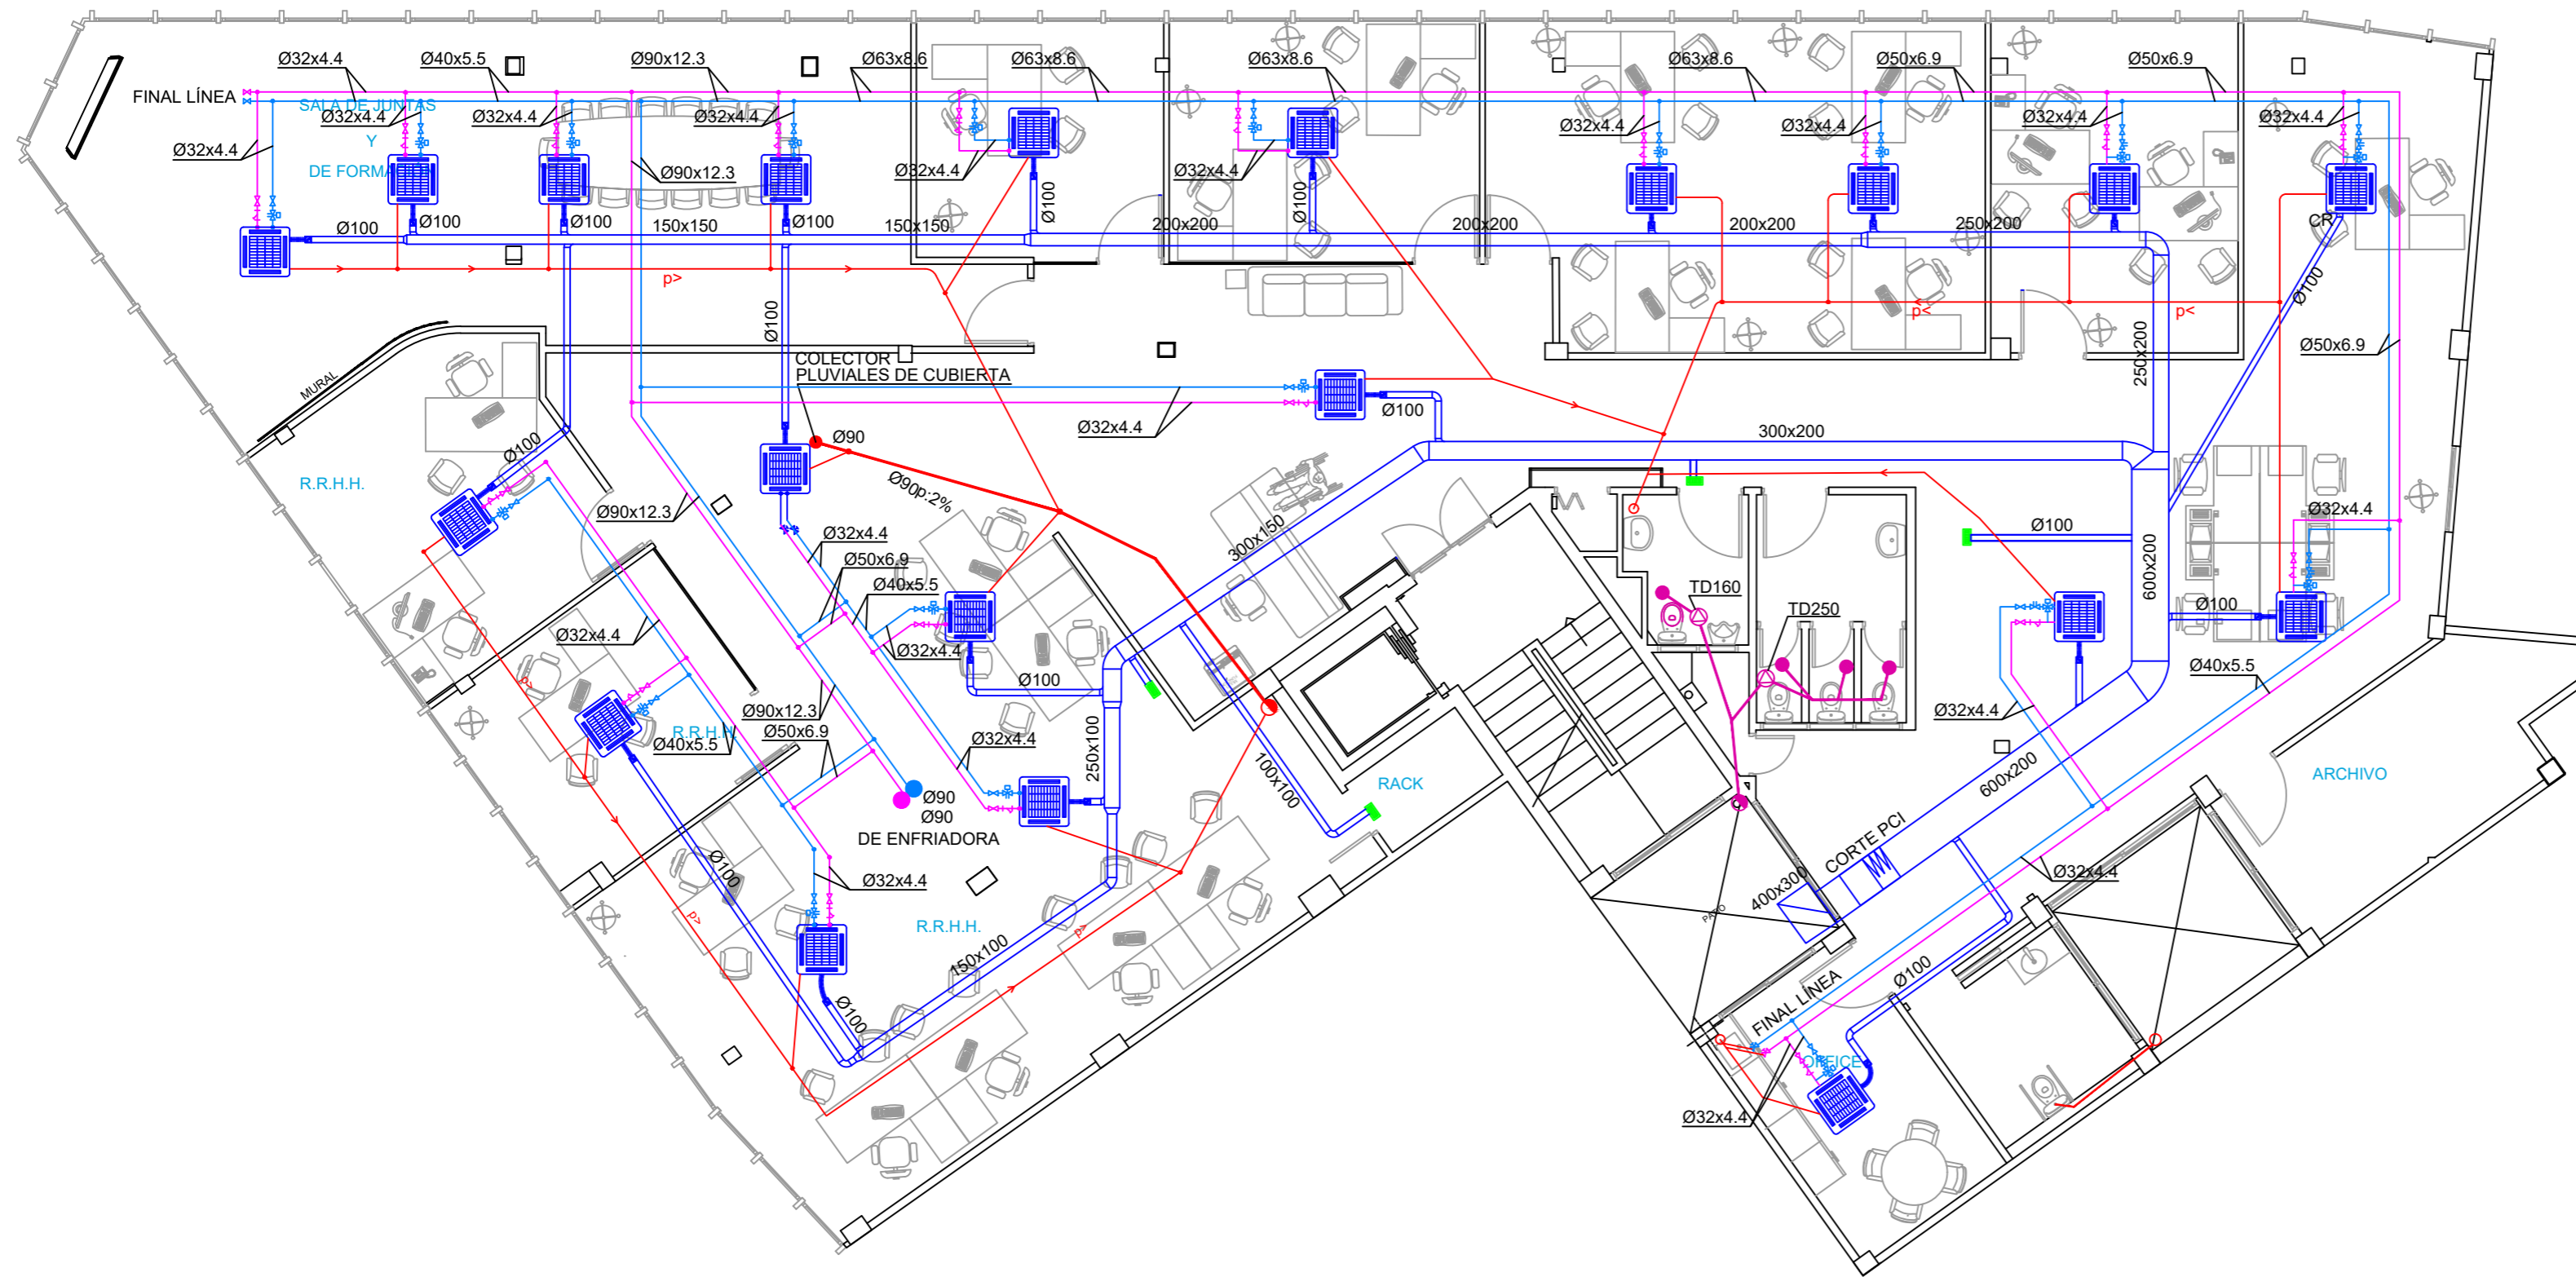 Ø32x4.4
Ø40x5.5
Ø90x12.3
Ø63x8.6
Ø63x8.6
Ø63x8.6
Ø63x8.6
Ø50x6.9
Ø50x6.9
FINAL LÍNEA
SALA DE JUNTAS
Y
DE FORMACIÓN
Ø32x4.4
Ø32x4.4
Ø32x4.4
Ø32x4.4
Ø32x4.4
Ø32x4.4
Ø32x4.4
Ø32x4.4
Ø90x12.3
Ø32x4.4
Ø32x4.4
Ø100
Ø100
Ø100
Ø100
Ø100
Ø100
150x150
150x150
200x200
200x200
200x200
250x200
CR
p>
p<
p<
Ø100
Ø100
250x200
Ø50x6.9
COLECTOR
PLUVIALES DE CUBIERTA
MURAL
Ø32x4.4
Ø100
300x200
Ø90
Ø90p:2%
R.R.H.H.
Ø100
Ø90x12.3
Ø32x4.4
Ø50x6.9
Ø40x5.5
Ø32x4.4
300x150
Ø100
600x200
Ø32x4.4
Ø100
TD160
TD250
Ø32x4.4
Ø100
Ø40x5.5
Ø32x4.4
p>
Ø90x12.3
Ø50x6.9
Ø40x5.5
R.R.H.H.
Ø32x4.4
250x100
100x100
RACK
600x200
ARCHIVO
Ø90
Ø90
DE ENFRIADORA
CORTE PCI
400x300
PATIO
Ø32x4.4
Ø100
Ø32x4.4
p>
R.R.H.H.
p>
150x100
Ø100
Ø100
FINAL LÍNEA
OFFICE
Ø32x4.4